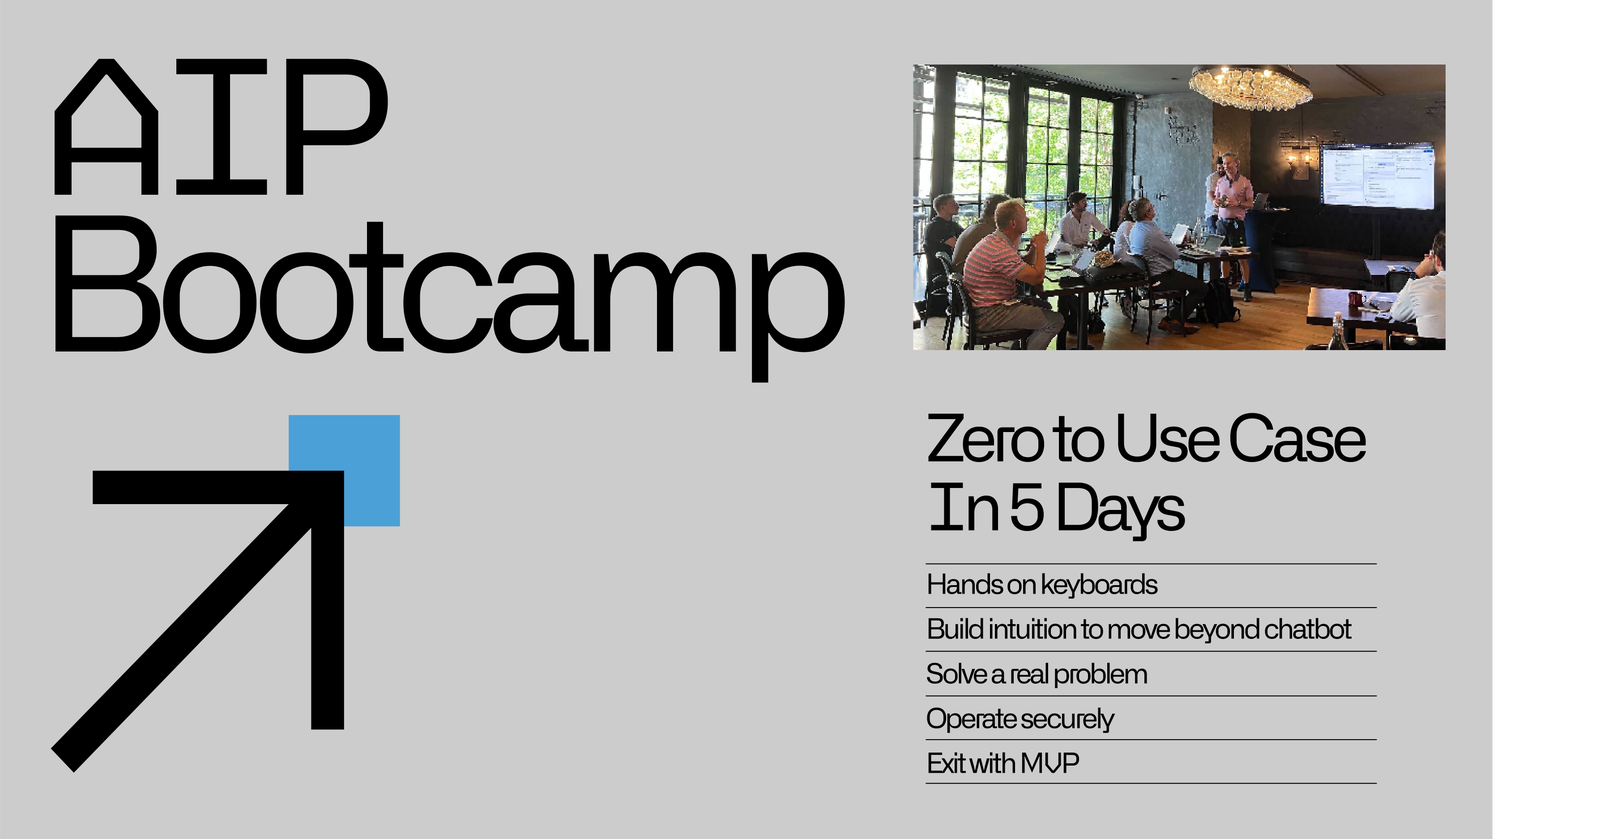 AIP
Bootcamp
Zero to Use Case
In 5 Days
Hands on keyboards
Build intuition to move beyond chatbot
Solve a real problem
Operate securely
Exit with MVP